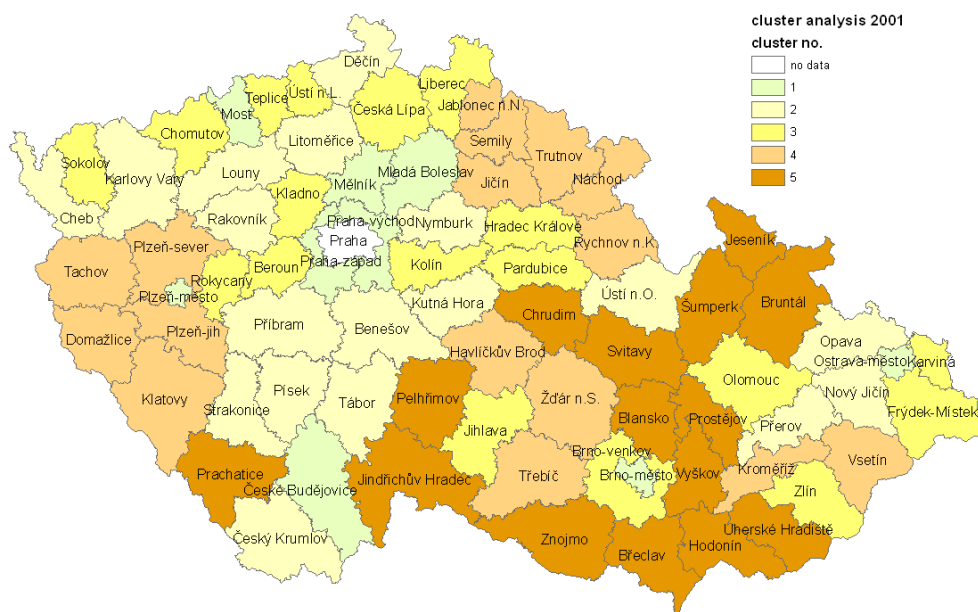 cluster analysis 2001
cluster no.
no data
1
2
3
4
5
Děčín
Liberec
Ústí n.L.
Teplice
Česká Lípa
Jablonec n.N.
Most
Chomutov
Litoměřice
Semily
Trutnov
Sokolov
Karlovy Vary
Louny
Mělník
Mladá Boleslav
Jičín
Náchod
Kladno
Cheb
Rakovník
Praha-východ
Nymburk
Hradec Králové
Praha
Rychnov n.K
Plzeň-sever
Praha-západ
Jeseník
Tachov
Rokycany
Beroun
Kolín
Pardubice
Plzeň-město
Kutná Hora
Ústí n.O.
Šumperk
Bruntál
Chrudim
Domažlice
Plzeň-jih
Příbram
Benešov
Opava
Havlíčkův Brod
Svitavy
Ostrava-město
Karviná
Olomouc
Klatovy
Písek
Pelhřimov
Žďár n.S.
Nový Jičín
Strakonice
Tábor
Blansko
Prostějov
Frýdek-Místek
Jihlava
Přerov
Brno-venkov
Vsetín
Prachatice
Jindřichův Hradec
Třebíč
Brno-město
Vyškov
Kroměříž
České Budějovice
Zlín
Uherské Hradiště
Český Krumlov
Znojmo
Břeclav
Hodonín